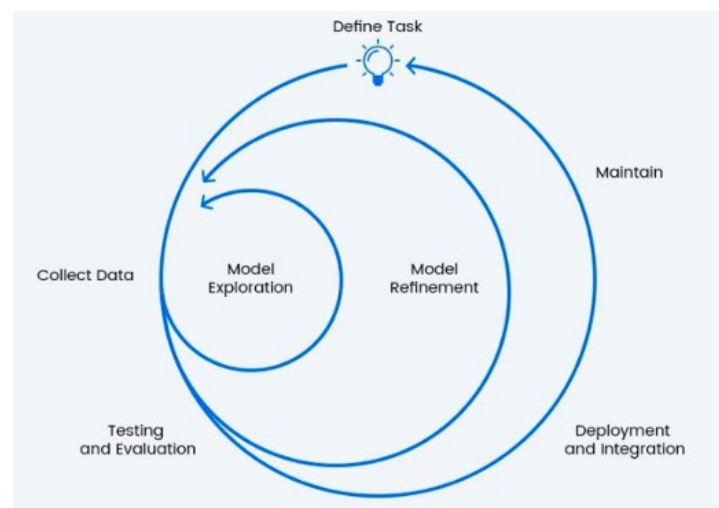 Define Task
Maintain
Collect Data
Model
Exploration
Model
Refinement
Testing
and Evaluation
Deployment
and Integration